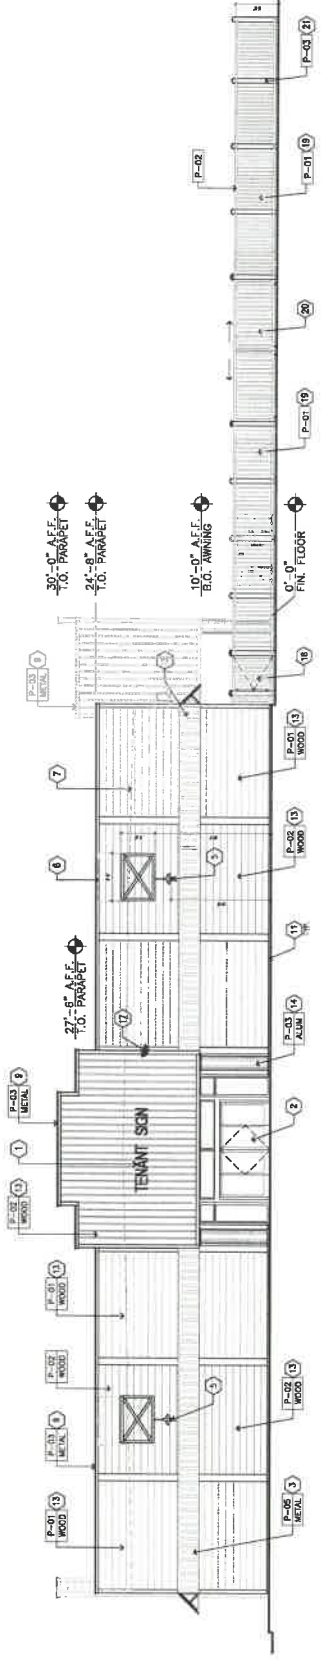 P-01 13
WOOD
P-03 8
METAL
P-02
WOOD
P-01 13
WOOD
P-02 13
WOOD
1
P-03 9
METAL
27'-6" A.F.F.
T.O. PARAPET
6
7
P-03 9
METAL
30'-0" A.F.F.
T.O. PARAPET
24'-8" A.F.F.
T.O. PARAPET
10'-0" A.F.F.
B.O. AWNING
0'-0"
FIN. FLOOR
P-02
TENANT SIGN
12
5
5
P-05 3
METAL
P-02 13
WOOD
2
P-03 14
ALUM
11
P-02 13
WOOD
P-01 13
WOOD
18
P-01 19
20
P-01 19
P-03 21